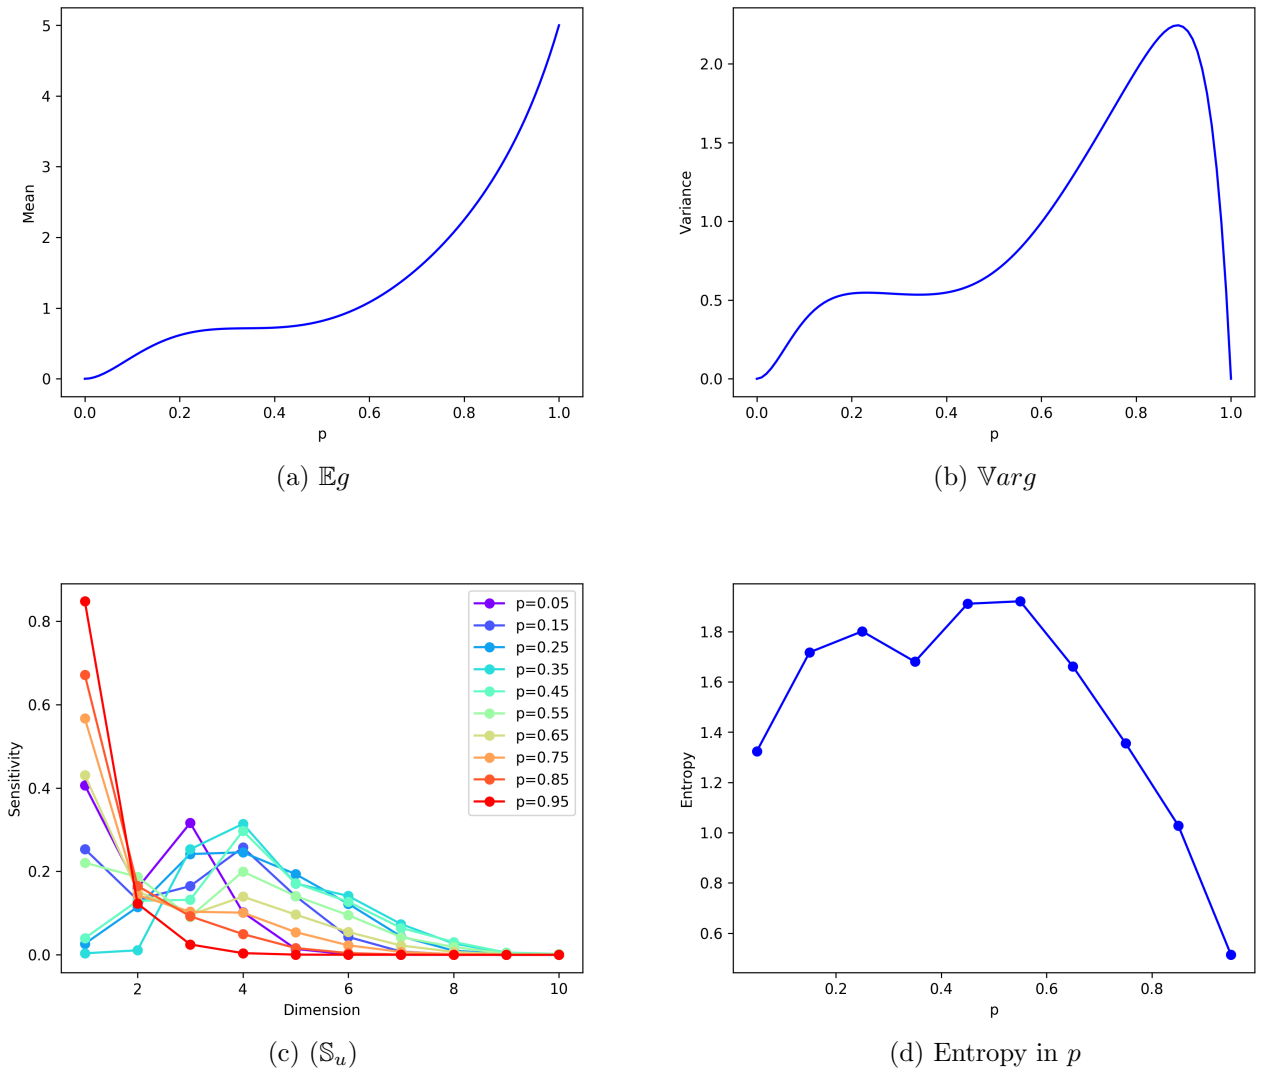 5
4
3
2
1
0
Mean
0.0 0.2 0.4 0.6 0.8 1.0
p
(a) 𝔼g
2.0
1.5
1.0
0.5
0.0
Variance
0.0 0.2 0.4 0.6 0.8 1.0
p
(b) 𝕍arg
0.8
0.6
0.4
0.2
0.0
Sensitivity
p=0.05
p=0.15
p=0.25
p=0.35
p=0.45
p=0.55
p=0.65
p=0.75
p=0.85
p=0.95
2 4 6 8 10
Dimension
(c) (𝕊u)
1.8
1.6
1.4
1.2
1.0
0.8
0.6
Entropy
0.2 0.4 0.6 0.8
p
(d) Entropy in p